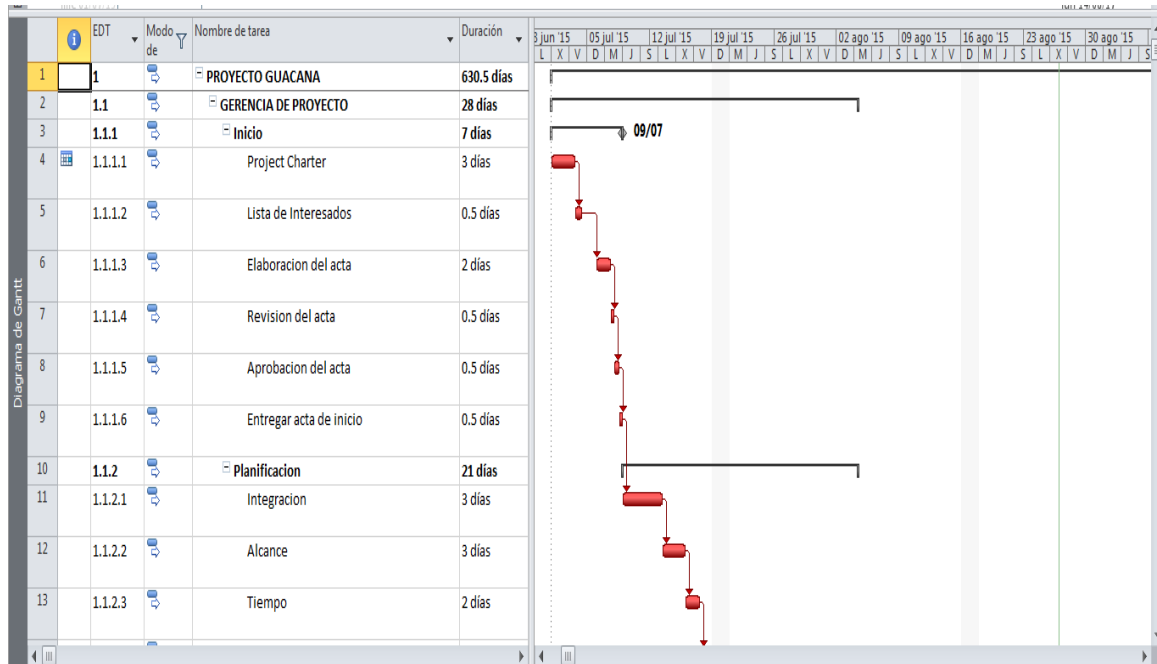 EDT Modo de Nombre de tarea Duración
3 jun '15 05 jul '15 12 jul '15 19 jul '15 26 jul '15 02 ago '15 09 ago '15 16 ago '15 23 ago '15 30 ago '15
L X V D M J S L X V D M J S L X V D M J S L X V D M J S L X V D M J S
1 1 PROYECTO GUACANA 630.5 días
2 1.1 GERENCIA DE PROYECTO 28 días
3 1.1.1 Inicio 7 días 09/07
4 1.1.1.1 Project Charter 3 días
5 1.1.1.2 Lista de Interesados 0.5 días
6 1.1.1.3 Elaboracion del acta 2 días
7 1.1.1.4 Revision del acta 0.5 días
8 1.1.1.5 Aprobacion del acta 0.5 días
9 1.1.1.6 Entregar acta de inicio 0.5 días
10 1.1.2 Planificacion 21 días
11 1.1.2.1 Integracion 3 días
12 1.1.2.2 Alcance 3 días
13 1.1.2.3 Tiempo 2 días
Diagrama de Gantt